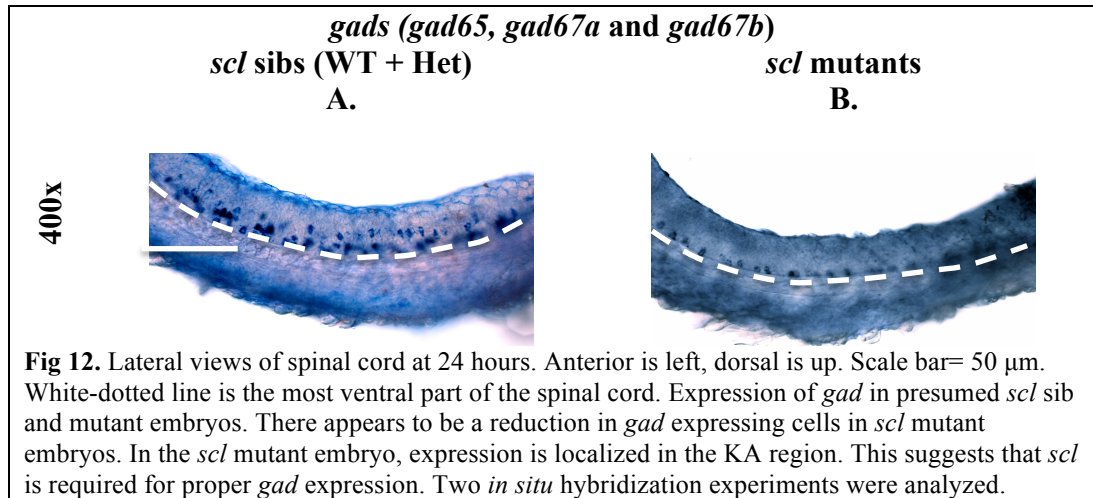 gads (gad65, gad67a and gad67b)
scl sibs (WT + Het) scl mutants
A. B.
400x
Fig 12. Lateral views of spinal cord at 24 hours. Anterior is left, dorsal is up. Scale bar= 50 μm.
White-dotted line is the most ventral part of the spinal cord. Expression of gad in presumed scl sib
and mutant embryos. There appears to be a reduction in gad expressing cells in scl mutant
embryos. In the scl mutant embryo, expression is localized in the KA region. This suggests that scl
is required for proper gad expression. Two in situ hybridization experiments were analyzed.